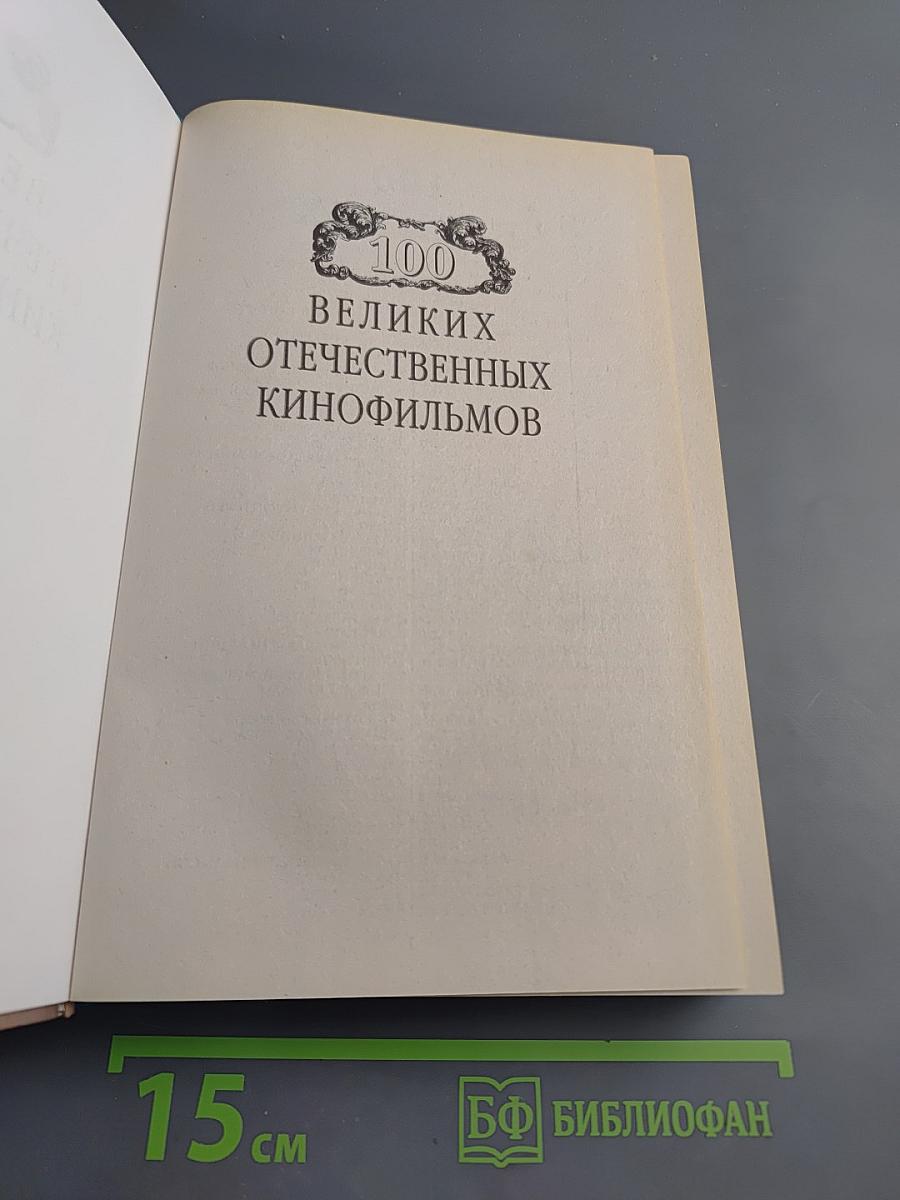 100
ВЕЛИКИХ
ОТЕЧЕСТВЕННЫХ
КИНОФИЛЬМОВ
15 см
БФ БИБЛИОФАН